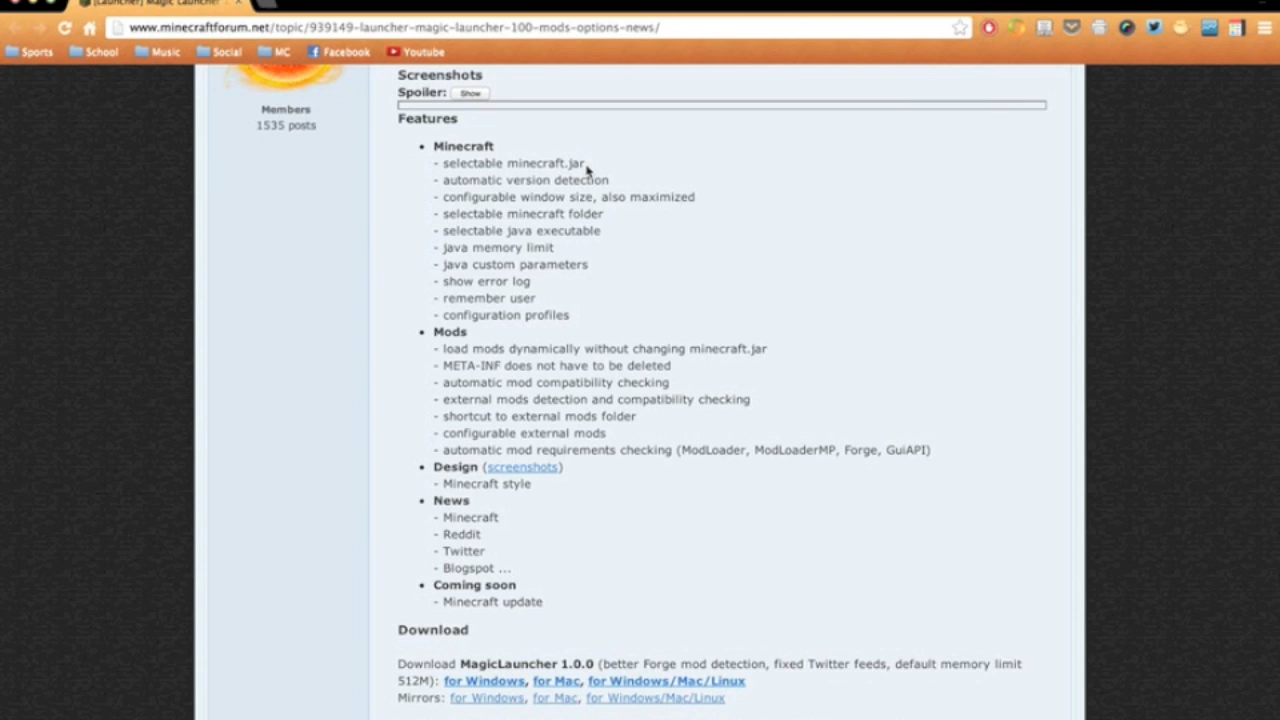 [Launcher] Magic Launcher
www.minecraftforum.net/topic/939149-launcher-magic-launcher-100-mods-options-news/
Sports School Music Social MC Facebook Youtube
Members
1535 posts
Screenshots
Spoiler: Show
Features
• Minecraft
- selectable minecraft.jar
- automatic version detection
- configurable window size, also maximized
- selectable minecraft folder
- selectable java executable
- java memory limit
- java custom parameters
- show error log
- remember user
- configuration profiles
• Mods
- load mods dynamically without changing minecraft.jar
- META-INF does not have to be deleted
- automatic mod compatibility checking
- external mods detection and compatibility checking
- shortcut to external mods folder
- configurable external mods
- automatic mod requirements checking (ModLoader, ModLoaderMP, Forge, GuiAPI)
• Design (screenshots)
- Minecraft style
• News
- Minecraft
- Reddit
- Twitter
- Blogspot ...
• Coming soon
- Minecraft update
Download
Download MagicLauncher 1.0.0 (better Forge mod detection, fixed Twitter feeds, default memory limit
512M): for Windows, for Mac, for Windows/Mac/Linux
Mirrors: for Windows, for Mac, for Windows/Mac/Linux